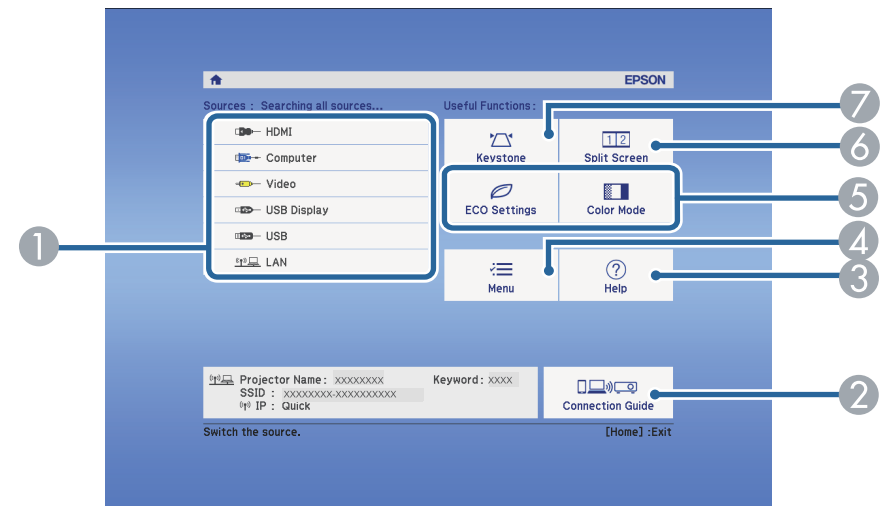 EPSON
Sources : Searching all sources...
Useful Functions:
HDMI
Computer
Video
USB Display
USB
LAN
Keystone
1 2
Split Screen
ECO Settings
Color Mode
Menu
?
Help
Projector Name: XXXXXXXX
Keyword: XXXX
SSID : XXXXXXXX-XXXXXXXXXX
IP : Quick
Connection Guide
Switch the source.
[Home] :Exit
1
7
6
5
4
3
2